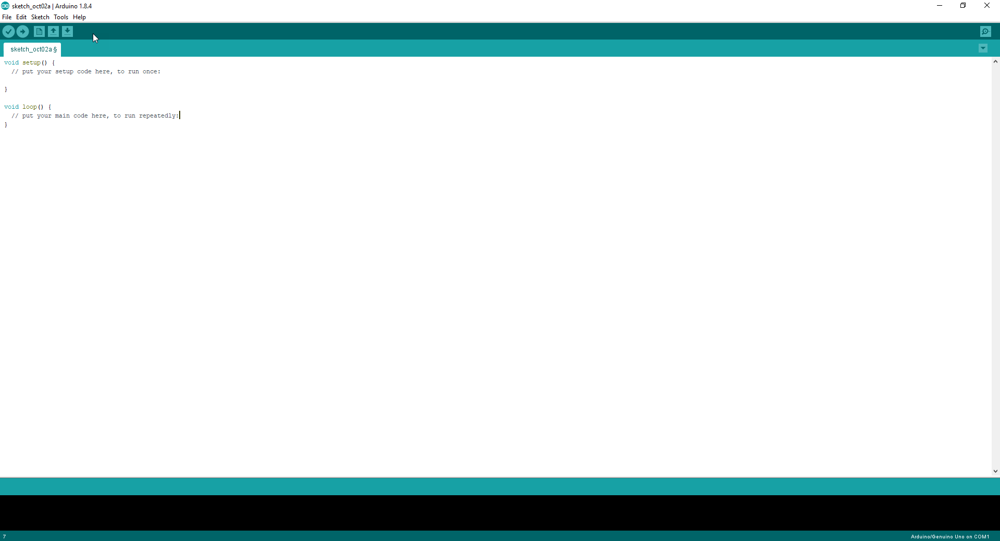 sketch_oct02a | Arduino 1.8.4
File Edit Sketch Tools Help
sketch_oct02a §
void setup() {
  // put your setup code here, to run once:

}

void loop() {
  // put your main code here, to run repeatedly:
}
7
Arduino/Genuino Uno on COM1